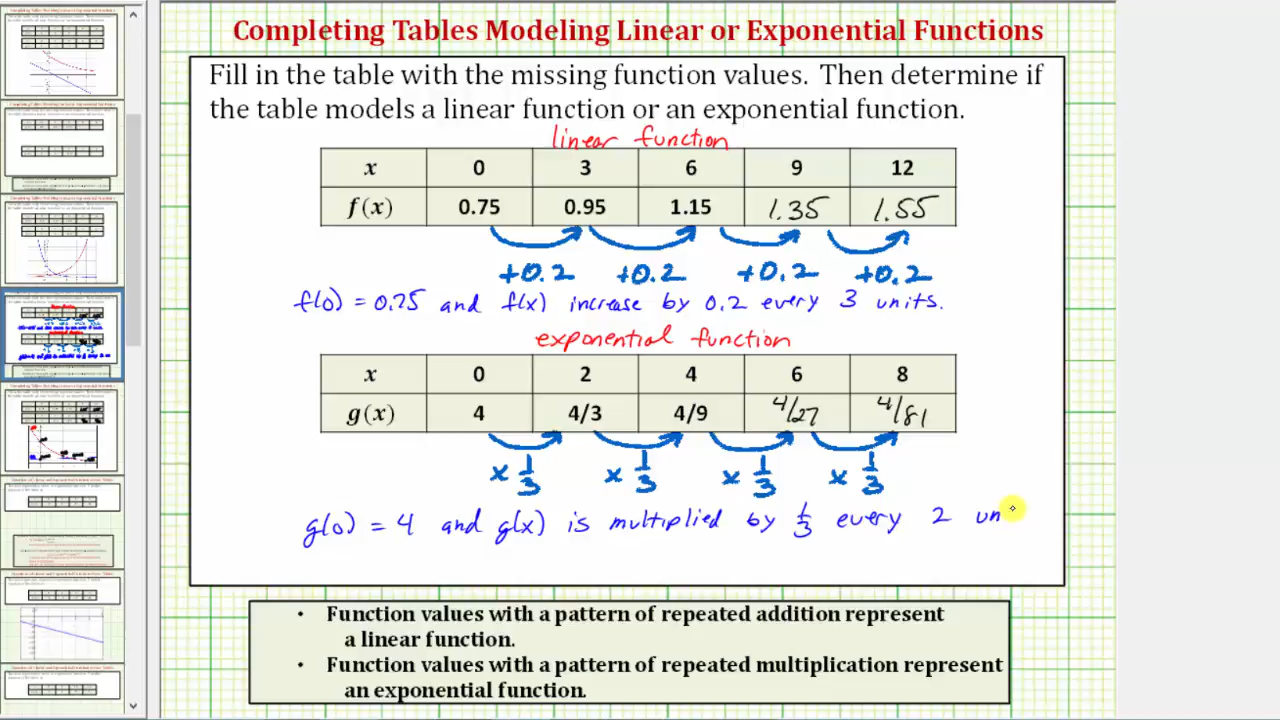 Completing Tables Modeling Linear or Exponential Functions
Fill in the table with the missing function values. Then determine if
the table models a linear function or an exponential function.
linear function
x 0 3 6 9 12
f(x) 0.75 0.95 1.15 1.35 1.55
+0.2 +0.2 +0.2 +0.2
f(0) = 0.75 and f(x) increase by 0.2 every 3 units.
exponential function
x 0 2 4 6 8
g(x) 4 4/3 4/9 4/27 4/81
× 1/3 × 1/3 × 1/3 × 1/3
g(0) = 4 and g(x) is multiplied by 1/3 every 2 un
• Function values with a pattern of repeated addition represent
a linear function.
• Function values with a pattern of repeated multiplication represent
an exponential function.